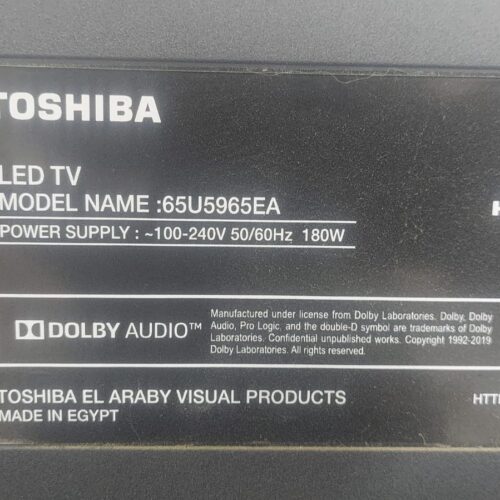 TOSHIBA
LED TV
MODEL NAME :65U5965EA
POWER SUPPLY : ~100-240V 50/60Hz 180W
DOLBY AUDIO™
Manufactured under license from Dolby Laboratories. Dolby, Dolby
Audio, Pro Logic, and the double-D symbol are trademarks of Dolby
Laboratories. Confidential unpublished works. Copyright 1992-2019
Dolby Laboratories. All rights reserved.
TOSHIBA EL ARABY VISUAL PRODUCTS
MADE IN EGYPT